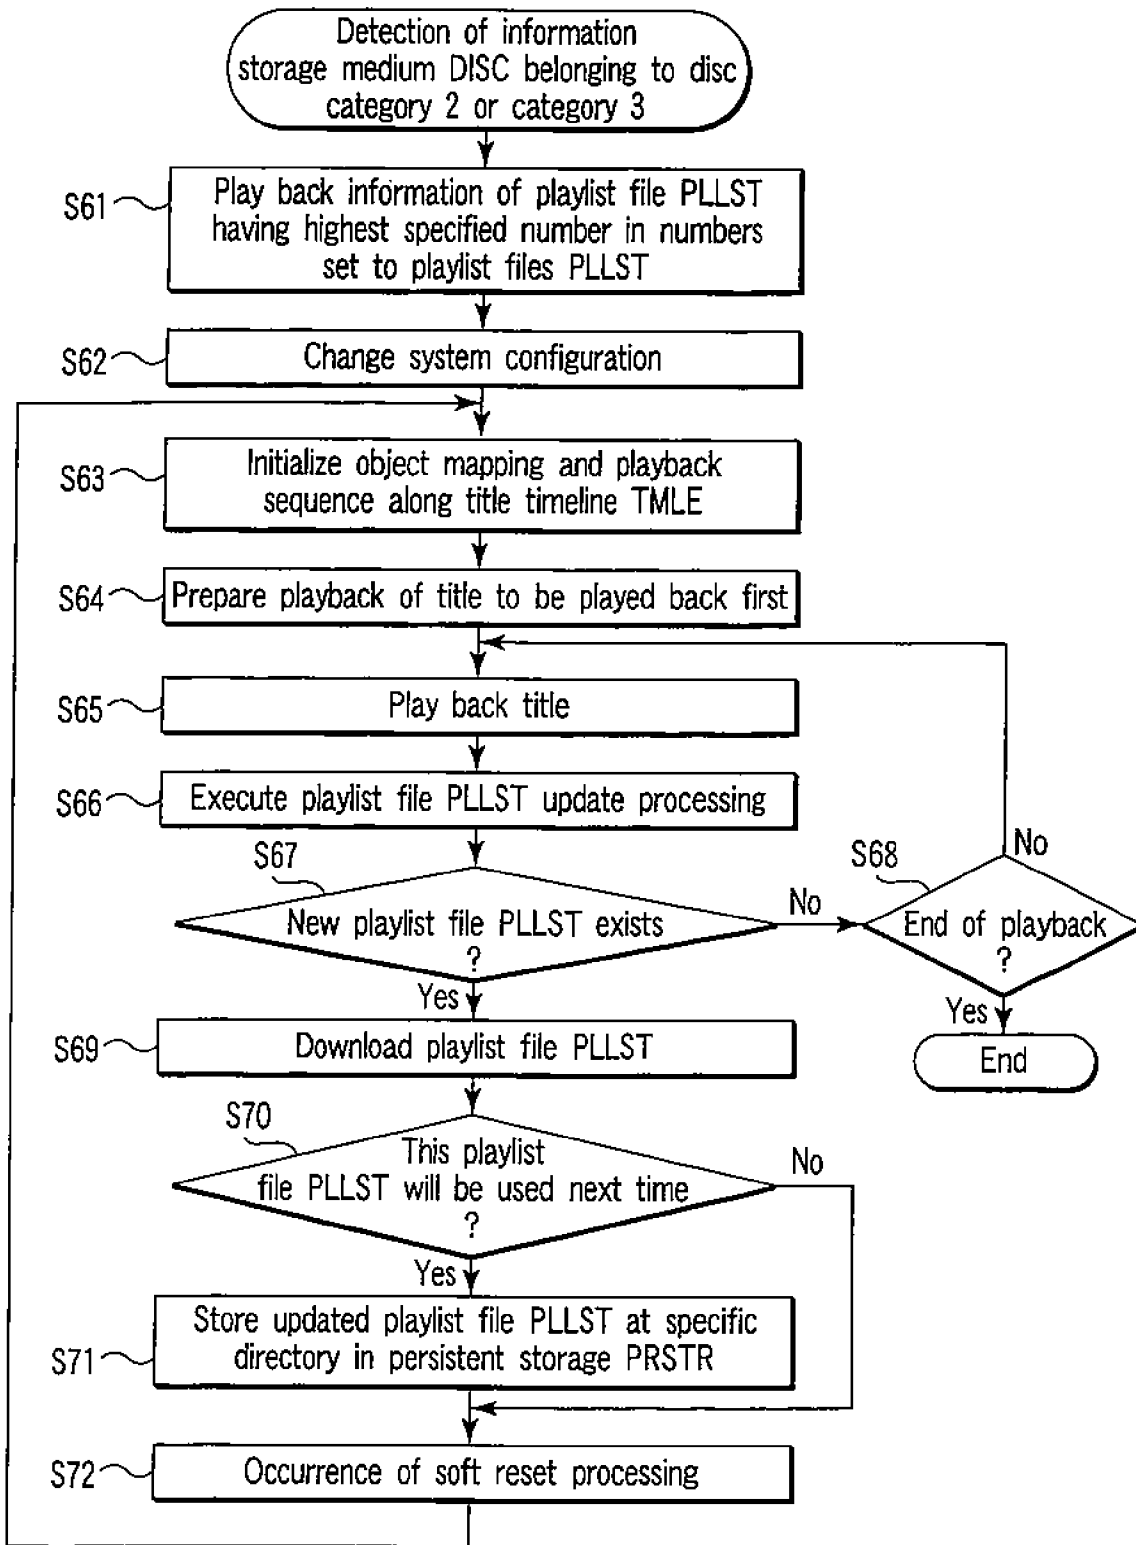 Detection of information
storage medium DISC belonging to disc
category 2 or category 3
S61
Play back information of playlist file PLLST
having highest specified number in numbers
set to playlist files PLLST
S62
Change system configuration
S63
Initialize object mapping and playback
sequence along title timeline TMLE
S64
Prepare playback of title to be played back first
S65
Play back title
S66
Execute playlist file PLLST update processing
S67
New playlist file PLLST exists
?
No
S68
No
End of playback
?
Yes
End
Yes
S69
Download playlist file PLLST
S70
This playlist
file PLLST will be used next time
?
No
Yes
S71
Store updated playlist file PLLST at specific
directory in persistent storage PRSTR
S72
Occurrence of soft reset processing